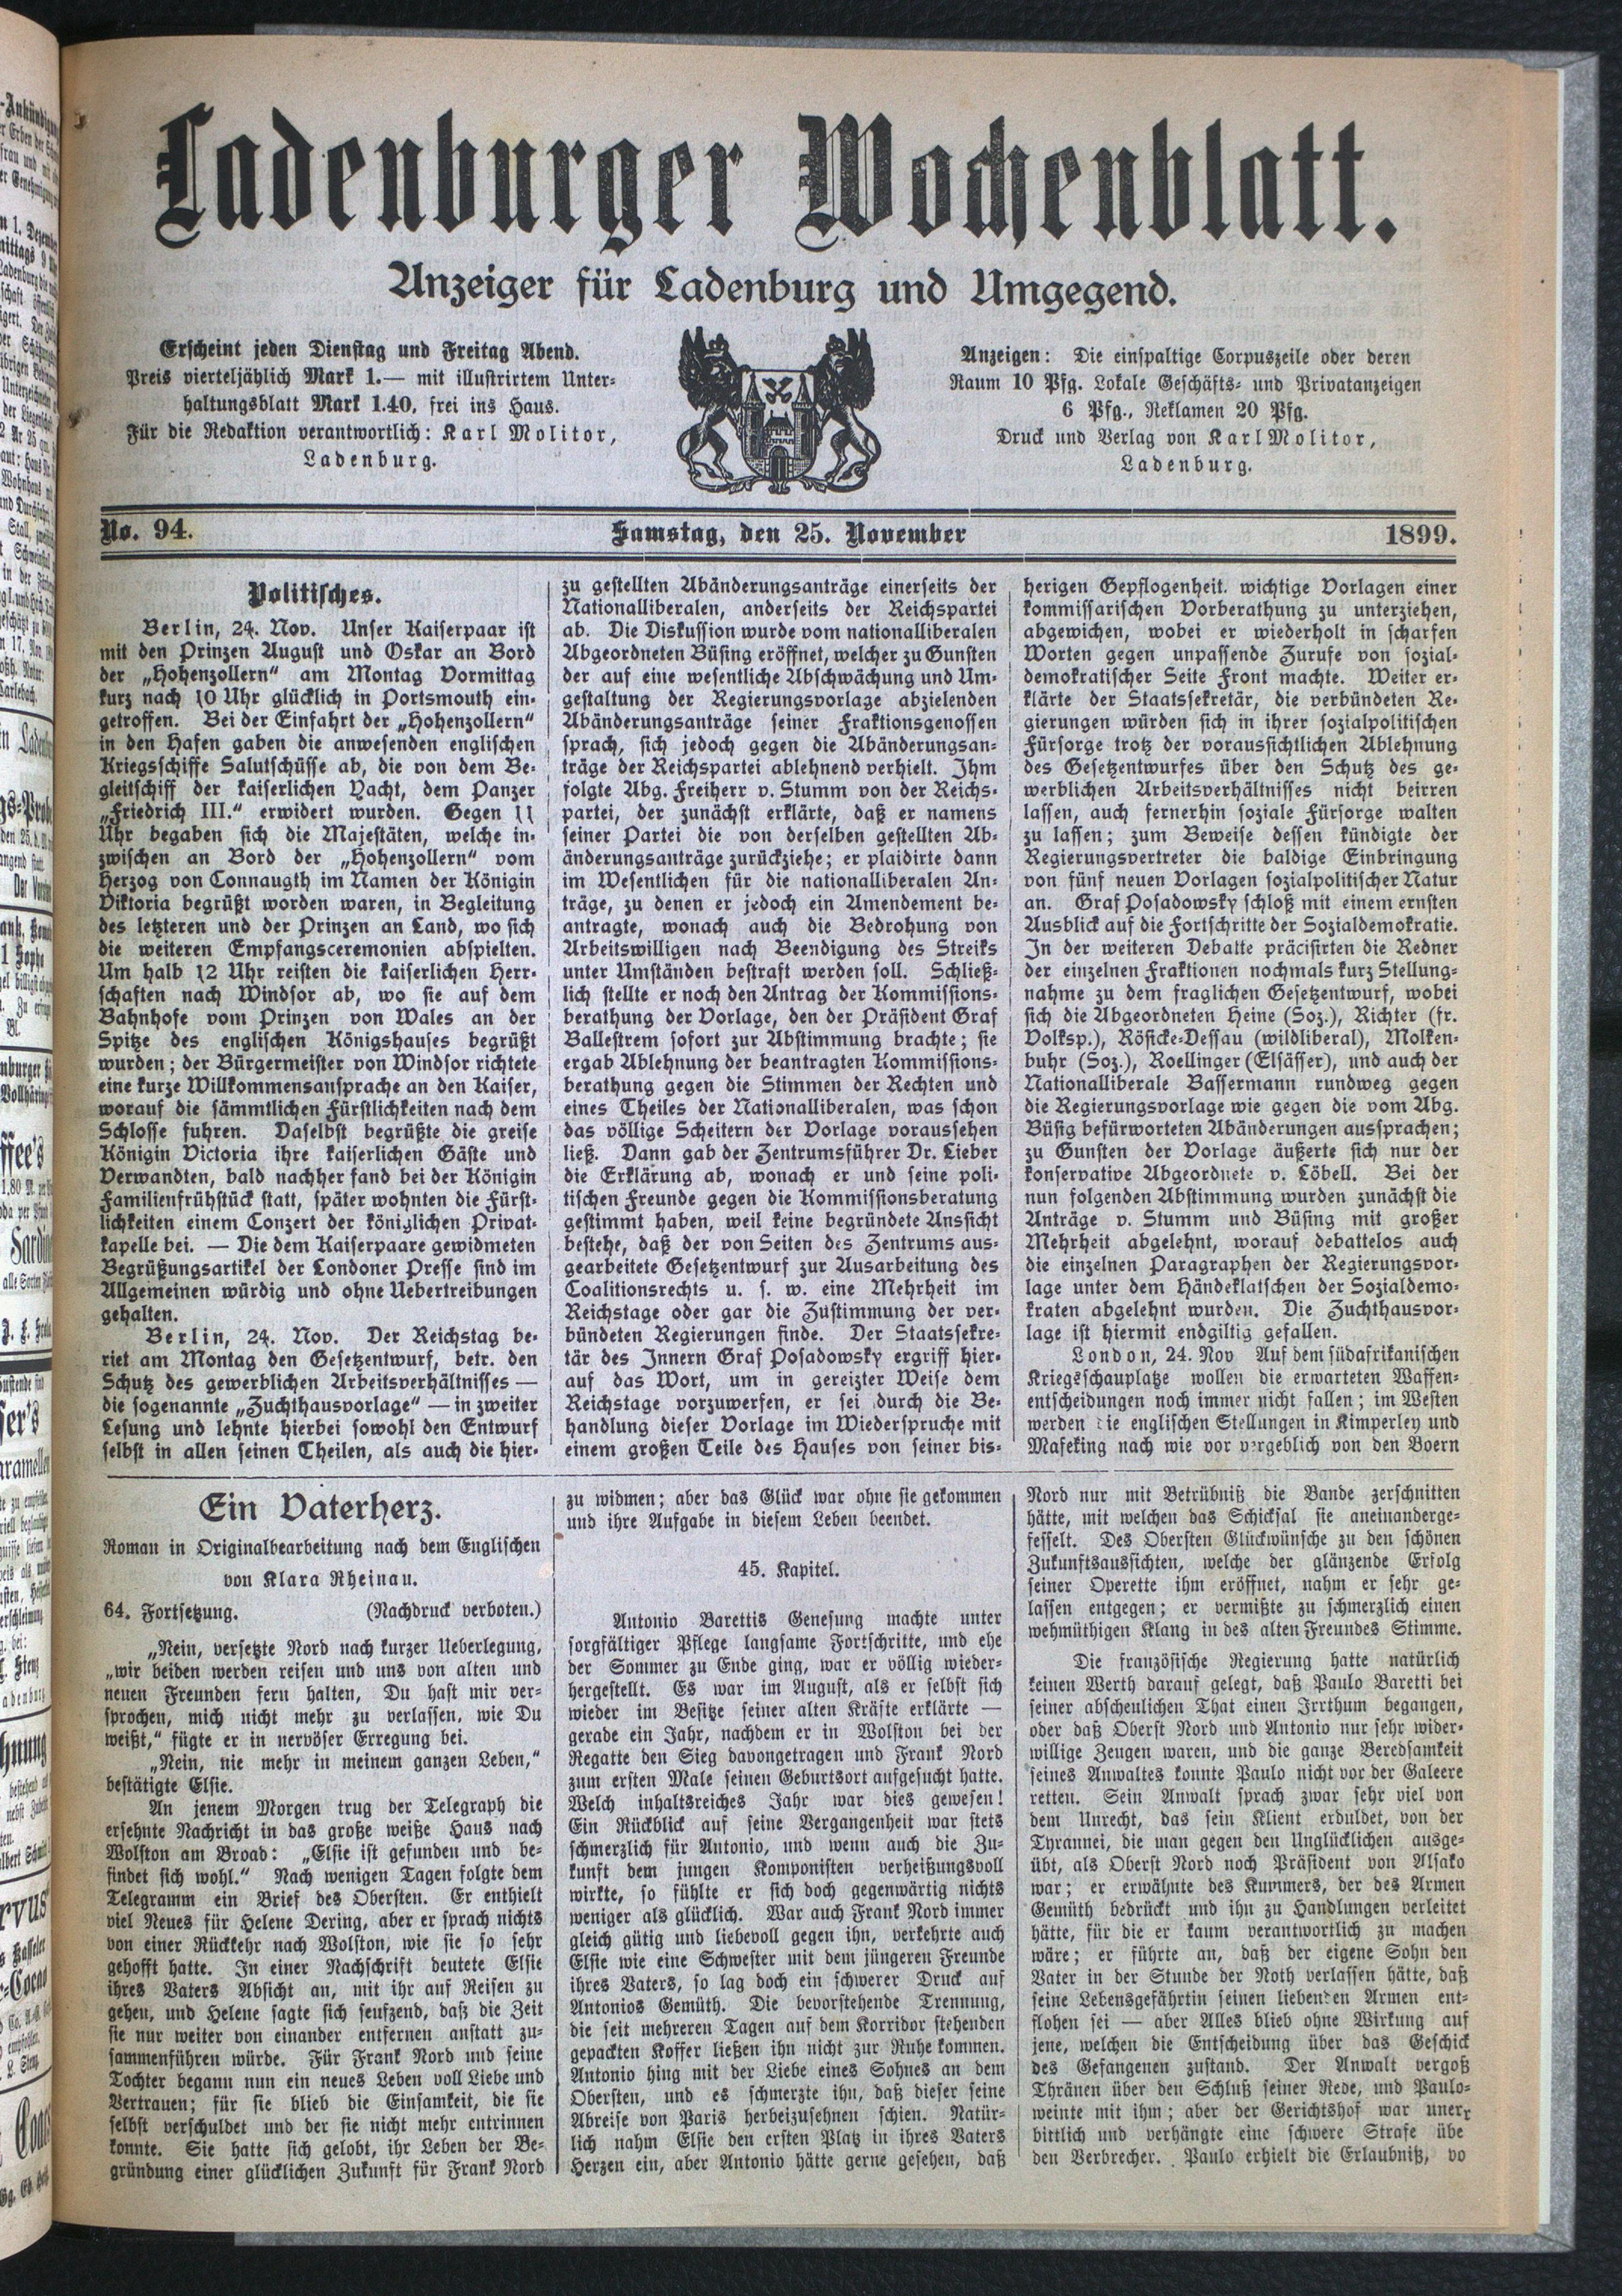 Ladenburger Wochenblatt.
Anzeiger für Ladenburg und Umgegend.
Erscheint jeden Dienstag und Freitag Abend.
Preis vierteljählich Mark 1.— mit illustrirtem Unter-
haltungsblatt Mark 1.40, frei ins Haus.
Für die Redaktion verantwortlich: Karl Molitor,
Ladenburg.
Anzeigen: Die einspaltige Corpuszeile oder deren
Raum 10 Pfg. Lokale Geschäfts- und Privatanzeigen
6 Pfg., Reklamen 20 Pfg.
Druck und Verlag von Karl Molitor,
Ladenburg.
No. 94.
Samstag, den 25. November
1899.
Politisches.
Berlin, 24. Nov. Unser Kaiserpaar ist
mit den Prinzen August und Oskar an Bord
der „Hohenzollern“ am Montag Vormittag
kurz nach 10 Uhr glücklich in Portsmouth ein-
getroffen. Bei der Einfahrt der „Hohenzollern“
in den Hafen gaben die anwesenden englischen
Kriegsschiffe Salutschüsse ab, die von dem Be-
gleitschiff der kaiserlichen Yacht, dem Panzer
„Friedrich III.“ erwidert wurden. Gegen 11
Uhr begaben sich die Majestäten, welche in-
zwischen an Bord der „Hohenzollern“ vom
Herzog von Connaugth im Namen der Königin
Viktoria begrüßt worden waren, in Begleitung
des letzteren und der Prinzen an Land, wo sich
die weiteren Empfangsceremonien abspielten.
Um halb 12 Uhr reisten die kaiserlichen Herr-
schaften nach Windsor ab, wo sie auf dem
Bahnhofe vom Prinzen von Wales an der
Spitze des englischen Königshauses begrüßt
wurden; der Bürgermeister von Windsor richtete
eine kurze Willkommensansprache an den Kaiser,
worauf die sämmtlichen Fürstlichkeiten nach dem
Schlosse fuhren. Daselbst begrüßte die greise
Königin Victoria ihre kaiserlichen Gäste und
Verwandten, bald nachher fand bei der Königin
Familienfrühstück statt, später wohnten die Fürst-
lichkeiten einem Conzert der königlichen Privat-
kapelle bei. — Die dem Kaiserpaare gewidmeten
Begrüßungsartikel der Londoner Presse sind im
Allgemeinen würdig und ohne Uebertreibungen
gehalten.
Berlin, 24. Nov. Der Reichstag be-
riet am Montag den Gesetzentwurf, betr. den
Schutz des gewerblichen Arbeitsverhältnisses —
die sogenannte „Zuchthausvorlage“ — in zweiter
Lesung und lehnte hierbei sowohl den Entwurf
selbst in allen seinen Theilen, als auch die hier-
zu gestellten Abänderungsanträge einerseits der
Nationalliberalen, anderseits der Reichspartei
ab. Die Diskussion wurde vom nationalliberalen
Abgeordneten Büsing eröffnet, welcher zu Gunsten
der auf eine wesentliche Abschwächung und Um-
gestaltung der Regierungsvorlage abzielenden
Abänderungsanträge seiner Fraktionsgenossen
sprach, sich jedoch gegen die Abänderungsan-
träge der Reichspartei ablehnend verhielt. Ihm
folgte Abg. Freiherr v. Stumm von der Reichs-
partei, der zunächst erklärte, daß er namens
seiner Partei die von derselben gestellten Ab-
änderungsanträge zurückziehe; er plaidirte dann
im Wesentlichen für die nationalliberalen An-
träge, zu denen er jedoch ein Amendement be-
antragte, wonach auch die Bedrohung von
Arbeitswilligen nach Beendigung des Streiks
unter Umständen bestraft werden soll. Schließ-
lich stellte er noch den Antrag der Kommissions-
berathung der Vorlage, den der Präsident Graf
Ballestrem sofort zur Abstimmung brachte; sie
ergab Ablehnung der beantragten Kommissions-
berathung gegen die Stimmen der Rechten und
eines Theiles der Nationalliberalen, was schon
das völlige Scheitern der Vorlage voraussehen
ließ. Dann gab der Zentrumsführer Dr. Lieber
die Erklärung ab, wonach er und seine poli-
tischen Freunde gegen die Kommissionsberatung
gestimmt haben, weil keine begründete Aussicht
bestehe, daß der von Seiten des Zentrums aus-
gearbeitete Gesetzentwurf zur Ausarbeitung des
Coalitionsrechts u. s. w. eine Mehrheit im
Reichstage oder gar die Zustimmung der ver-
bündeten Regierungen finde. Der Staatssekre-
tär des Innern Graf Posadowsky ergriff hier-
auf das Wort, um in gereizter Weise dem
Reichstage vorzuwerfen, er sei durch die Be-
handlung dieser Vorlage im Wiederspruche mit
einem großen Teile des Hauses von seiner bis-
herigen Gepflogenheit. wichtige Vorlagen einer
kommissarischen Vorberathung zu unterziehen,
abgewichen, wobei er wiederholt in scharfen
Worten gegen unpassende Zurufe von sozial-
demokratischer Seite Front machte. Weiter er-
klärte der Staatssekretär, die verbündeten Re-
gierungen würden sich in ihrer sozialpolitischen
Fürsorge trotz der voraussichtlichen Ablehnung
des Gesetzentwurfes über den Schutz des ge-
werblichen Arbeitsverhältnisses nicht beirren
lassen, auch fernerhin soziale Fürsorge walten
zu lassen; zum Beweise dessen kündigte der
Regierungsvertreter die baldige Einbringung
von fünf neuen Vorlagen sozialpolitischer Natur
an. Graf Posadowsky schloß mit einem ernsten
Ausblick auf die Fortschritte der Sozialdemokratie.
In der weiteren Debatte präcisirten die Redner
der einzelnen Fraktionen nochmals kurz Stellung-
nahme zu dem fraglichen Gesetzentwurf, wobei
sich die Abgeordneten Heine (Soz.), Richter (fr.
Volksp.), Rösicke-Dessau (wildliberal), Molken-
buhr (Soz.), Roellinger (Elsässer), und auch der
Nationalliberale Bassermann rundweg gegen
die Regierungsvorlage wie gegen die vom Abg.
Büsig befürworteten Abänderungen aussprachen;
zu Gunsten der Vorlage äußerte sich nur der
konservative Abgeordnete v. Löbell. Bei der
nun folgenden Abstimmung wurden zunächst die
Anträge v. Stumm und Büsing mit großer
Mehrheit abgelehnt, worauf debattelos auch
die einzelnen Paragraphen der Regierungsvor-
lage unter dem Händeklatschen der Sozialdemo-
kraten abgelehnt wurden. Die Zuchthausvor-
lage ist hiermit endgiltig gefallen.
London, 24. Nov Auf dem südafrikanischen
Kriegsschauplatze wollen die erwarteten Waffen-
entscheidungen noch immer nicht fallen; im Westen
werden die englischen Stellungen in Kimperley und
Mafeking nach wie vor vergeblich von den Boern
Ein Vaterherz.
Roman in Originalbearbeitung nach dem Englischen
von Klara Rheinau.
64. Fortsetzung. (Nachdruck verboten.)
„Nein, versetzte Nord nach kurzer Ueberlegung,
„wir beiden werden reisen und uns von alten und
neuen Freunden fern halten, Du hast mir ver-
sprochen, mich nicht mehr zu verlassen, wie Du
weißt,“ fügte er in nervöser Erregung bei.
„Nein, nie mehr in meinem ganzen Leben,“
bestätigte Elsie.
An jenem Morgen trug der Telegraph die
ersehnte Nachricht in das große weiße Haus nach
Wolston am Broad: „Elsie ist gefunden und be-
findet sich wohl.“ Nach wenigen Tagen folgte dem
Telegramm ein Brief des Obersten. Er enthielt
viel Neues für Helene Dering, aber er sprach nichts
von einer Rückkehr nach Wolston, wie sie so sehr
gehofft hatte. In einer Nachschrift deutete Elsie
ihres Vaters Absicht an, mit ihr auf Reisen zu
gehen, und Helene sagte sich seufzend, daß die Zeit
sie nur weiter von einander entfernen anstatt zu-
sammenführen würde. Für Frank Nord und seine
Tochter begann nun ein neues Leben voll Liebe und
Vertrauen; für sie blieb die Einsamkeit, die sie
selbst verschuldet und der sie nicht mehr entrinnen
konnte. Sie hatte sich gelobt, ihr Leben der Be-
gründung einer glücklichen Zukunft für Frank Nord
zu widmen; aber das Glück war ohne sie gekommen
und ihre Aufgabe in diesem Leben beendet.
45. Kapitel.
Antonio Barettis Genesung machte unter
sorgfältiger Pflege langsame Fortschritte, und ehe
der Sommer zu Ende ging, war er völlig wieder-
hergestellt. Es war im August, als er selbst sich
wieder im Besitze seiner alten Kräfte erklärte —
gerade ein Jahr, nachdem er in Wolston bei der
Regatte den Sieg davongetragen und Frank Nord
zum ersten Male seinen Geburtsort aufgesucht hatte.
Welch inhaltsreiches Jahr war dies gewesen!
Ein Rückblick auf seine Vergangenheit war stets
schmerzlich für Antonio, und wenn auch die Zu-
kunft dem jungen Komponisten verheißungsvoll
wirkte, so fühlte er sich doch gegenwärtig nichts
weniger als glücklich. War auch Frank Nord immer
gleich gütig und liebevoll gegen ihn, verkehrte auch
Elsie wie eine Schwester mit dem jüngeren Freunde
ihres Vaters, so lag doch ein schwerer Druck auf
Antonios Gemüth. Die bevorstehende Trennung,
die seit mehreren Tagen auf dem Korridor stehenden
gepackten Koffer ließen ihn nicht zur Ruhe kommen.
Antonio hing mit der Liebe eines Sohnes an dem
Obersten, und es schmerzte ihn, daß dieser seine
Abreise von Paris herbeizusehnen schien. Natür-
lich nahm Elsie den ersten Platz in ihres Vaters
Herzen ein, aber Antonio hätte gerne gesehen, daß
Nord nur mit Betrübniß die Bande zerschnitten
hätte, mit welchen das Schicksal sie aneinanderge-
fesselt. Des Obersten Glückwünsche zu den schönen
Zukunftsaussichten, welche der glänzende Erfolg
seiner Operette ihm eröffnet, nahm er sehr ge-
lassen entgegen; er vermißte zu schmerzlich einen
wehmüthigen Klang in des alten Freundes Stimme.
Die französische Regierung hatte natürlich
keinen Werth darauf gelegt, daß Paulo Baretti bei
seiner abscheulichen That einen Irrthum begangen,
oder daß Oberst Nord und Antonio nur sehr wider-
willige Zeugen waren, und die ganze Beredsamkeit
seines Anwaltes konnte Paulo nicht vor der Galeere
retten. Sein Anwalt sprach zwar sehr viel von
dem Unrecht, das sein Klient erduldet, von der
Tyrannei, die man gegen den Unglücklichen ausge-
übt, als Oberst Nord noch Präsident von Alsako
war; er erwähnte des Kummers, der des Armen
Gemüth bedrückt und ihn zu Handlungen verleitet
hätte, für die er kaum verantwortlich zu machen
wäre; er führte an, daß der eigene Sohn den
Vater in der Stunde der Noth verlassen hätte, daß
seine Lebensgefährtin seinen liebenden Armen ent-
flohen sei — aber Alles blieb ohne Wirkung auf
jene, welchen die Entscheidung über das Geschick
des Gefangenen zustand. Der Anwalt vergoß
Thränen über den Schluß seiner Rede, und Paulo-
weinte mit ihm; aber der Gerichtshof war unerr
bittlich und verhängte eine schwere Strafe übe
den Verbrecher. Paulo erhielt die Erlaubniß, vo